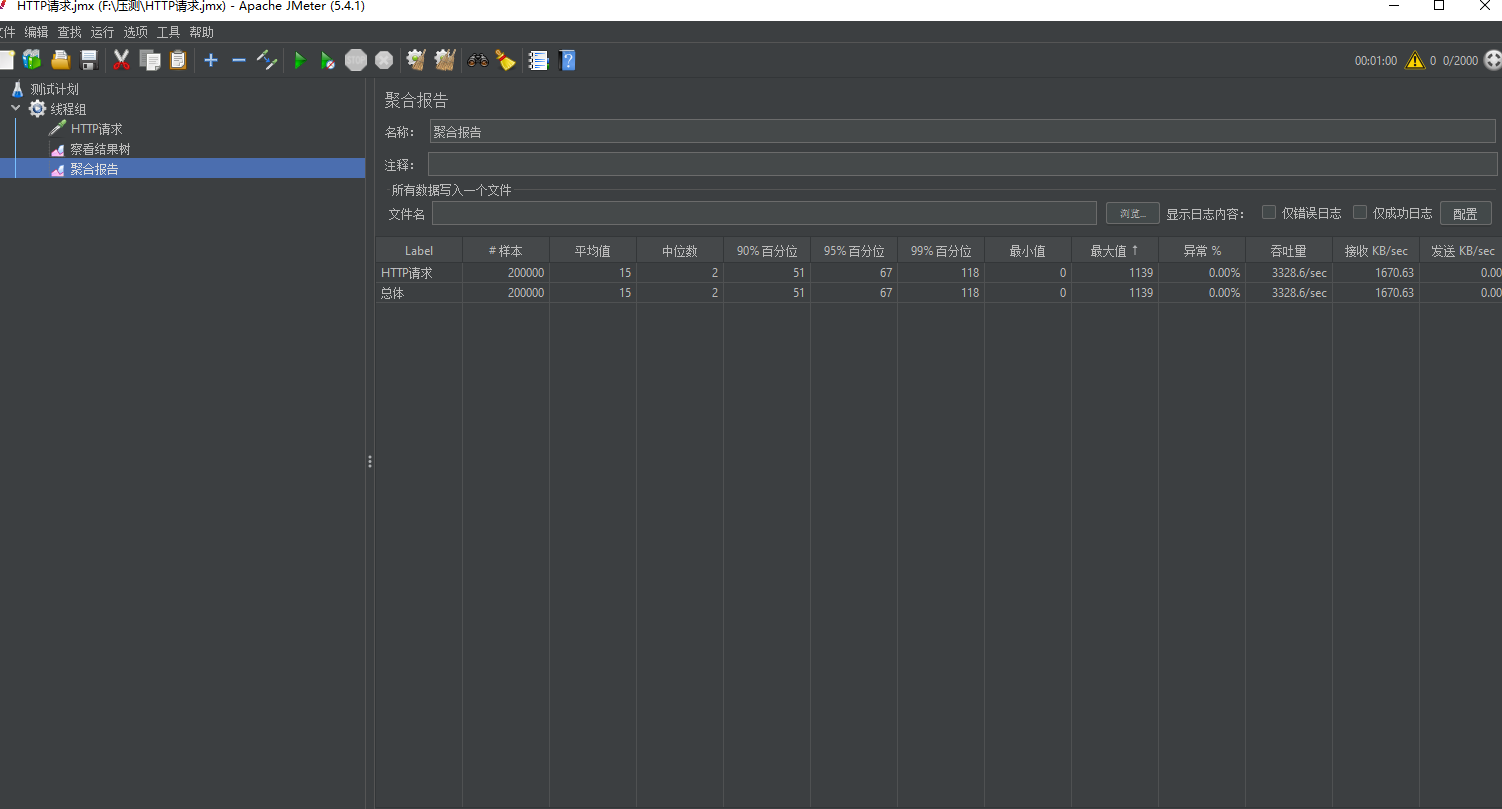 HTTP请求.jmx (F:\压测\HTTP请求.jmx) - Apache JMeter (5.4.1)
件 编辑 查找 运行 选项 工具 帮助
STOP ? 00:01:00 0 0/2000
测试计划
线程组
HTTP请求
察看结果树
聚合报告
聚合报告
名称： 聚合报告
注释：
所有数据写入一个文件
文件名 浏览... 显示日志内容： 仅错误日志 仅成功日志 配置
Label # 样本 平均值 中位数 90% 百分位 95% 百分位 99% 百分位 最小值 最大值 ↑ 异常 % 吞吐量 接收 KB/sec 发送 KB/sec
HTTP请求 200000 15 2 51 67 118 0 1139 0.00% 3328.6/sec 1670.63 0.00
总体 200000 15 2 51 67 118 0 1139 0.00% 3328.6/sec 1670.63 0.00